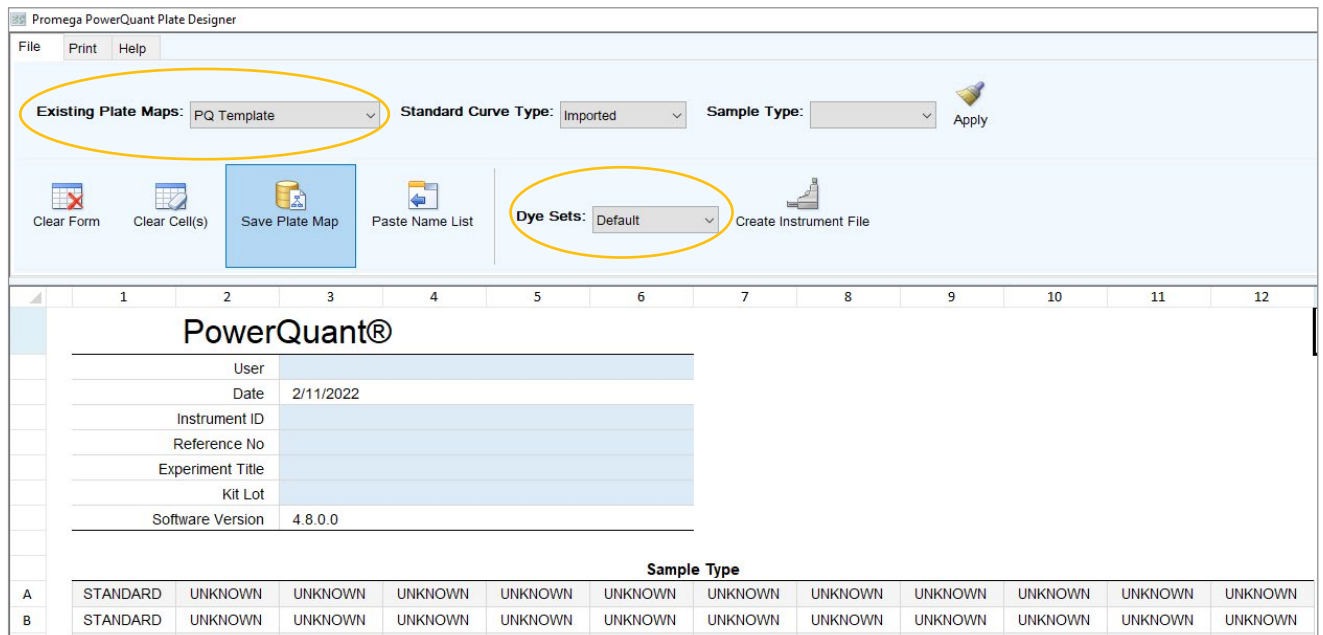 Promega PowerQuant Plate Designer
File Print Help
Existing Plate Maps: PQ Template Standard Curve Type: Imported Sample Type: Apply
Clear Form Clear Cell(s) Save Plate Map Paste Name List Dye Sets: Default Create Instrument File
1 2 3 4 5 6 7 8 9 10 11 12
PowerQuant®
User
Date 2/11/2022
Instrument ID
Reference No
Experiment Title
Kit Lot
Software Version 4.8.0.0
Sample Type
A STANDARD UNKNOWN UNKNOWN UNKNOWN UNKNOWN UNKNOWN UNKNOWN UNKNOWN UNKNOWN UNKNOWN UNKNOWN UNKNOWN
B STANDARD UNKNOWN UNKNOWN UNKNOWN UNKNOWN UNKNOWN UNKNOWN UNKNOWN UNKNOWN UNKNOWN UNKNOWN UNKNOWN